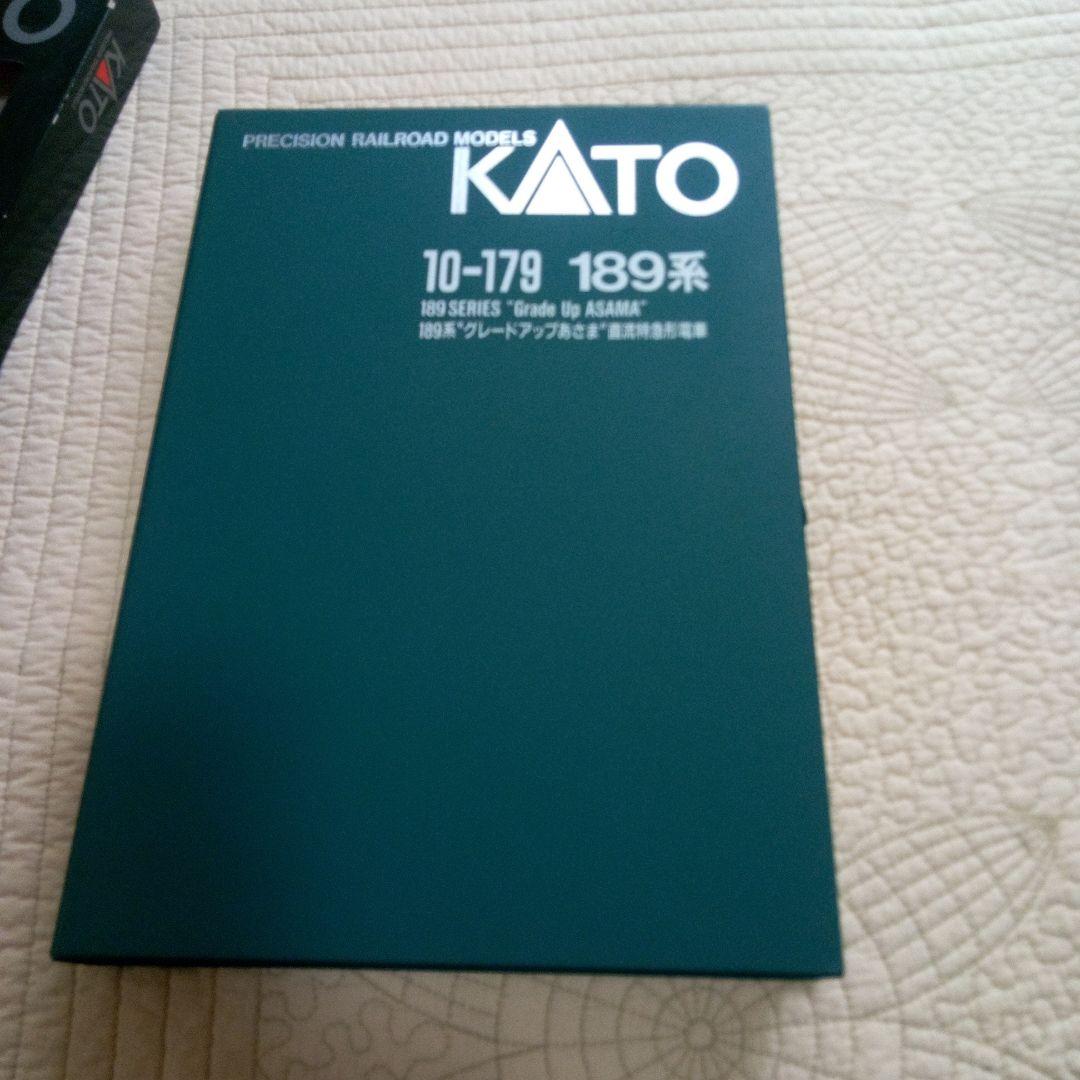 KATO
PRECISION RAILROAD MODELS
KATO
10-179 189系
189 SERIES "Grade Up ASAMA"
189系"グレードアップあさま"直流特急形電車